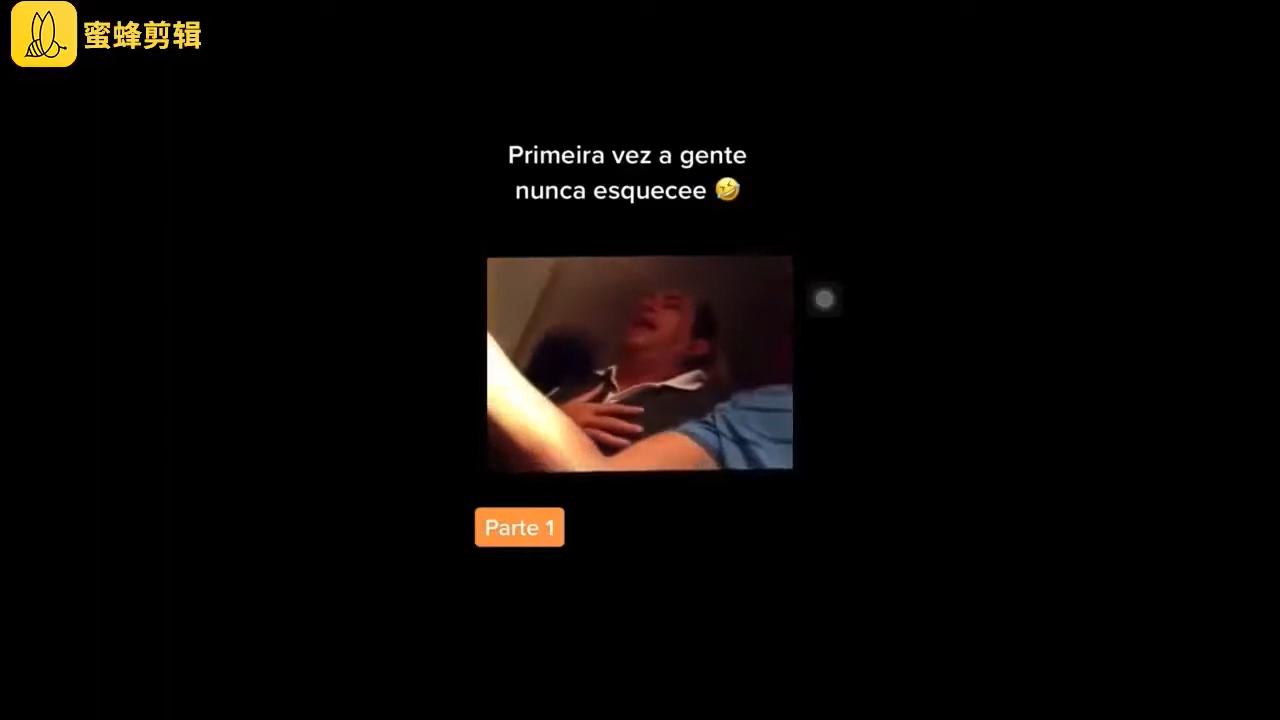 蜜蜂剪辑
Primeira vez a gente
nunca esquecee 🤣
Parte 1